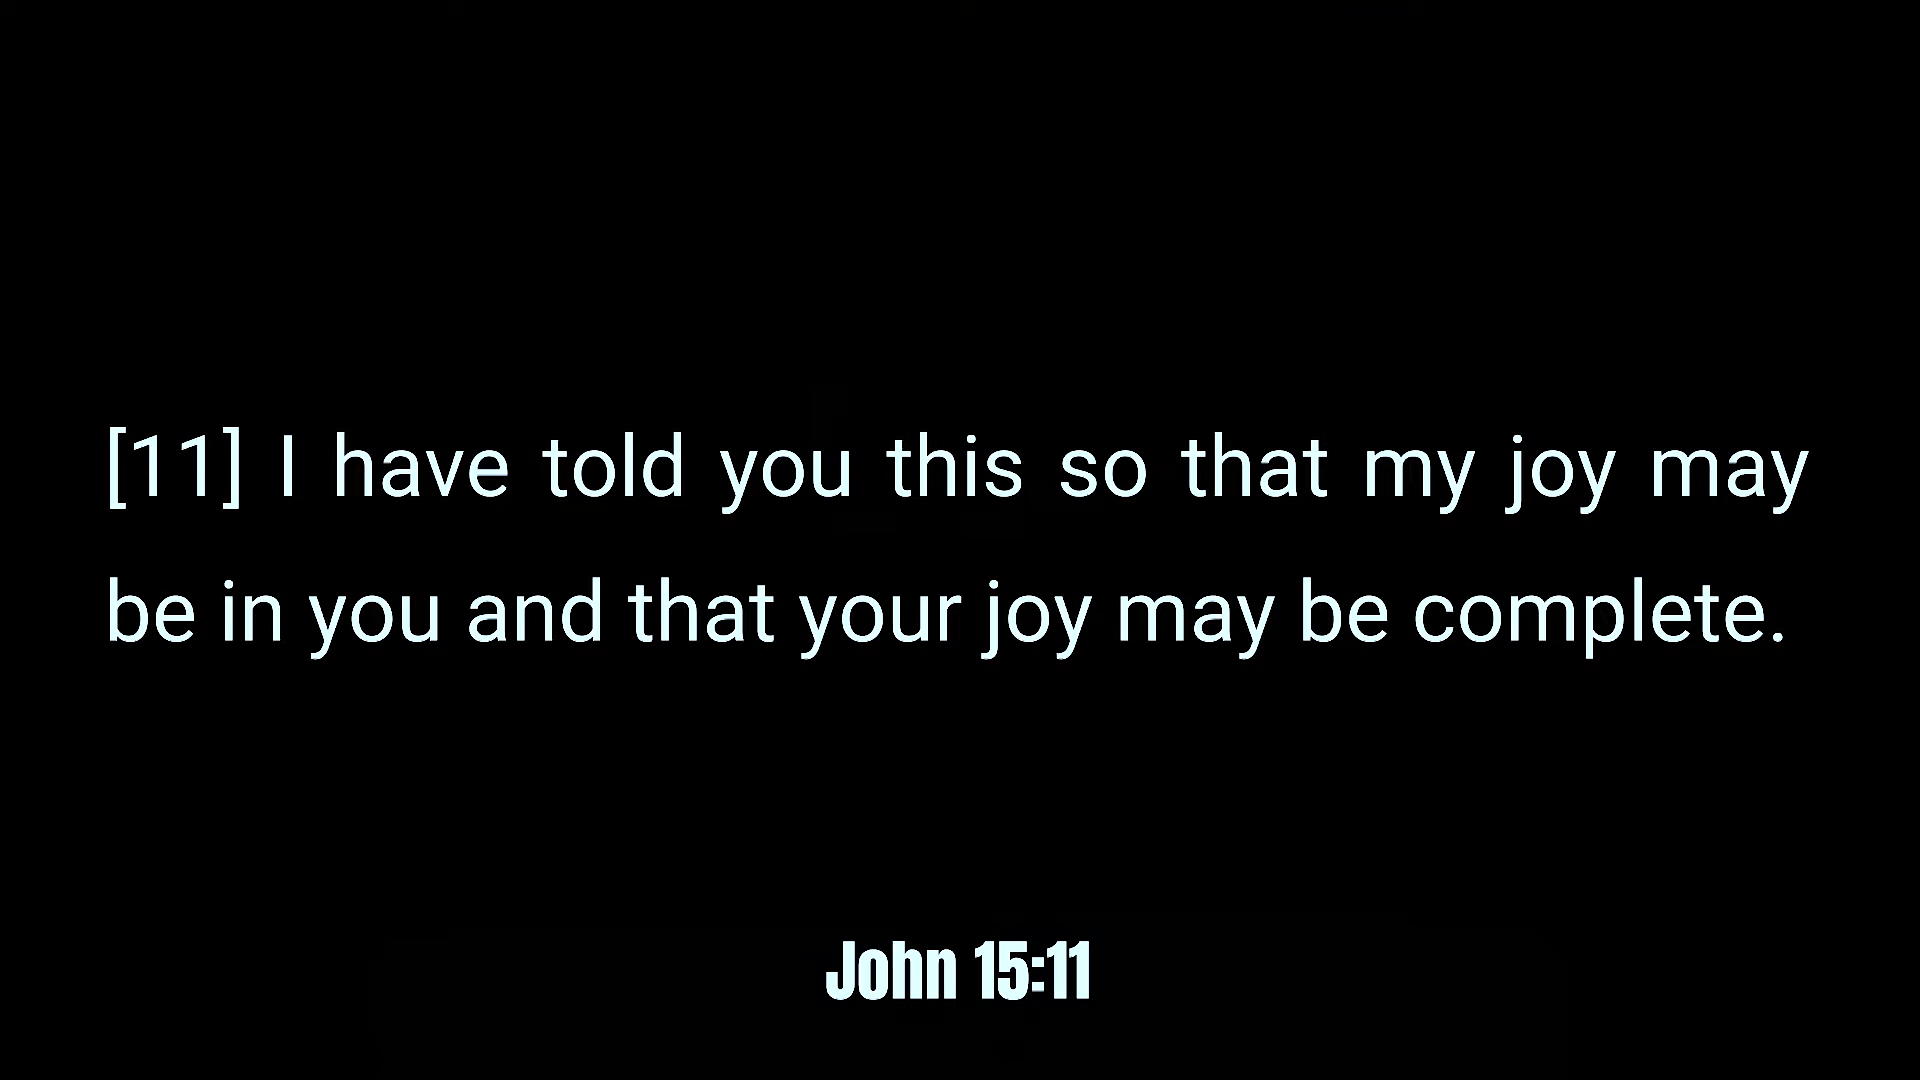 [11] I have told you this so that my joy may
be in you and that your joy may be complete.
John 15:11